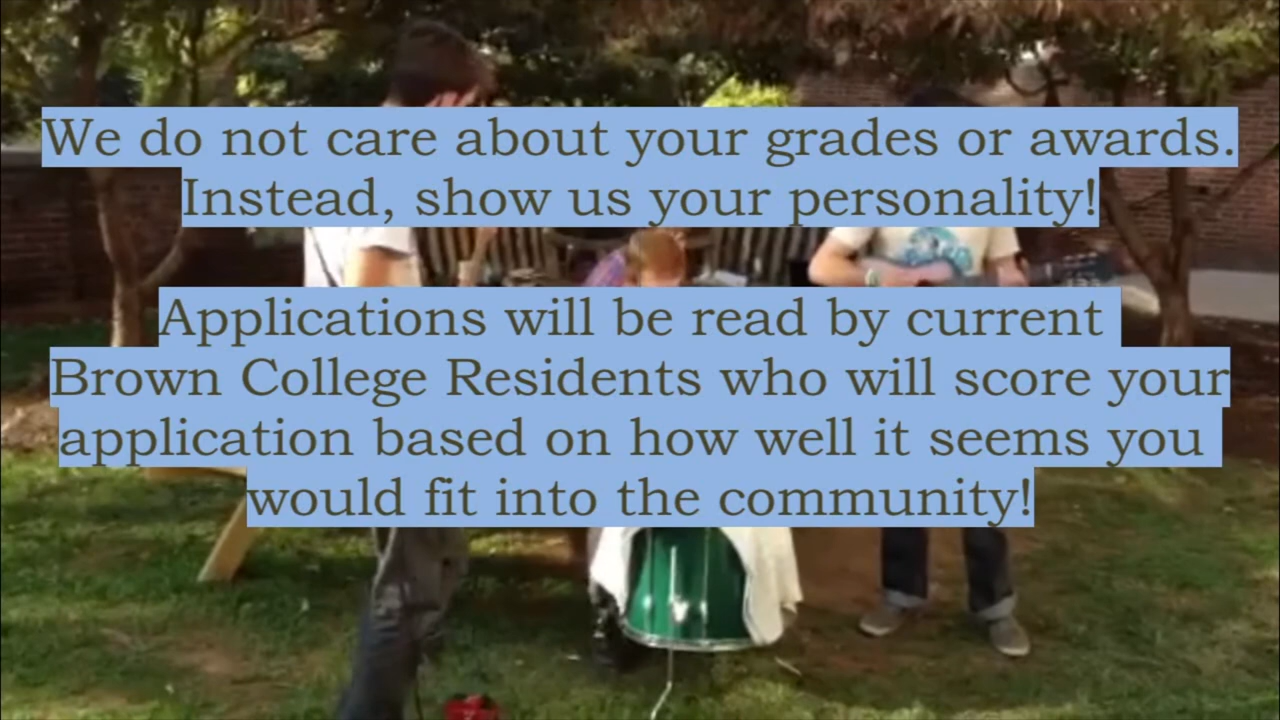 We do not care about your grades or awards.
Instead, show us your personality!
Applications will be read by current
Brown College Residents who will score your
application based on how well it seems you
would fit into the community!